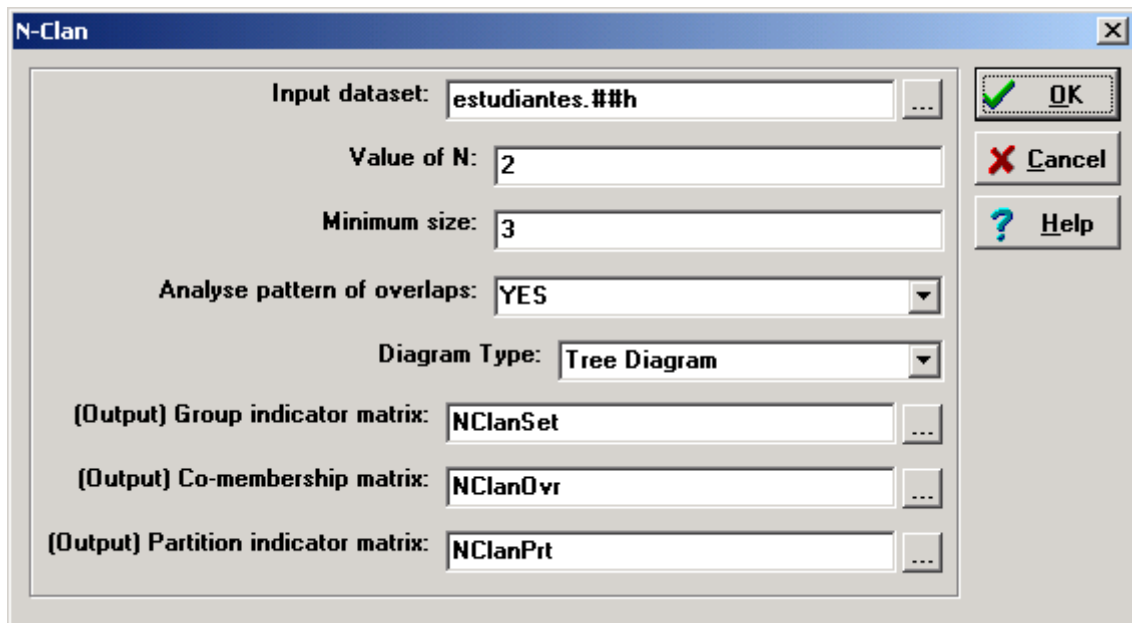 N-Clan
Input dataset: estudiantes.##h ...
OK
Value of N: 2
Cancel
Minimum size: 3
Help
Analyse pattern of overlaps: YES
Diagram Type: Tree Diagram
(Output) Group indicator matrix: NClanSet ...
(Output) Co-membership matrix: NClanOvr ...
(Output) Partition indicator matrix: NClanPrt ...